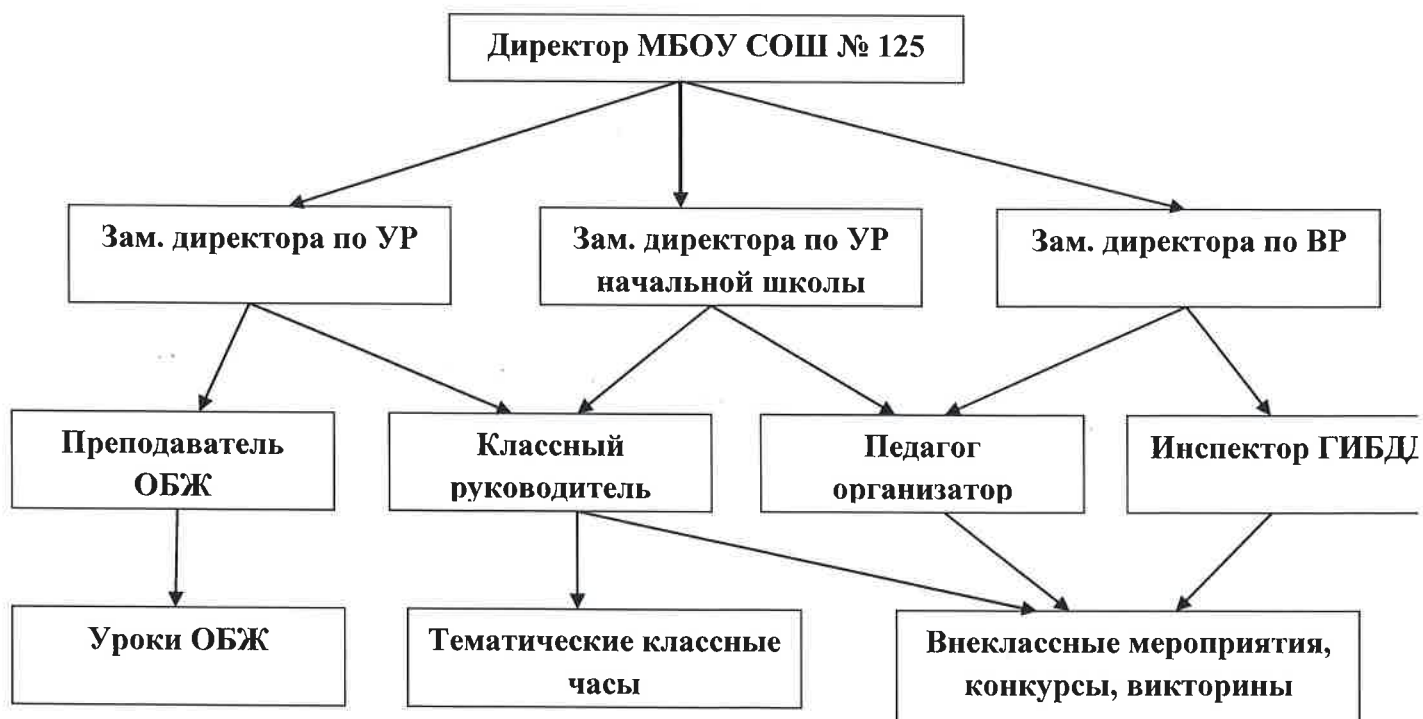 Директор МБОУ СОШ № 125
Зам. директора по УР
Зам. директора по УР
начальной школы
Зам. директора по ВР
Преподаватель
ОБЖ
Классный
руководитель
Педагог
организатор
Инспектор ГИБДД
Уроки ОБЖ
Тематические классные
часы
Внеклассные мероприятия,
конкурсы, викторины